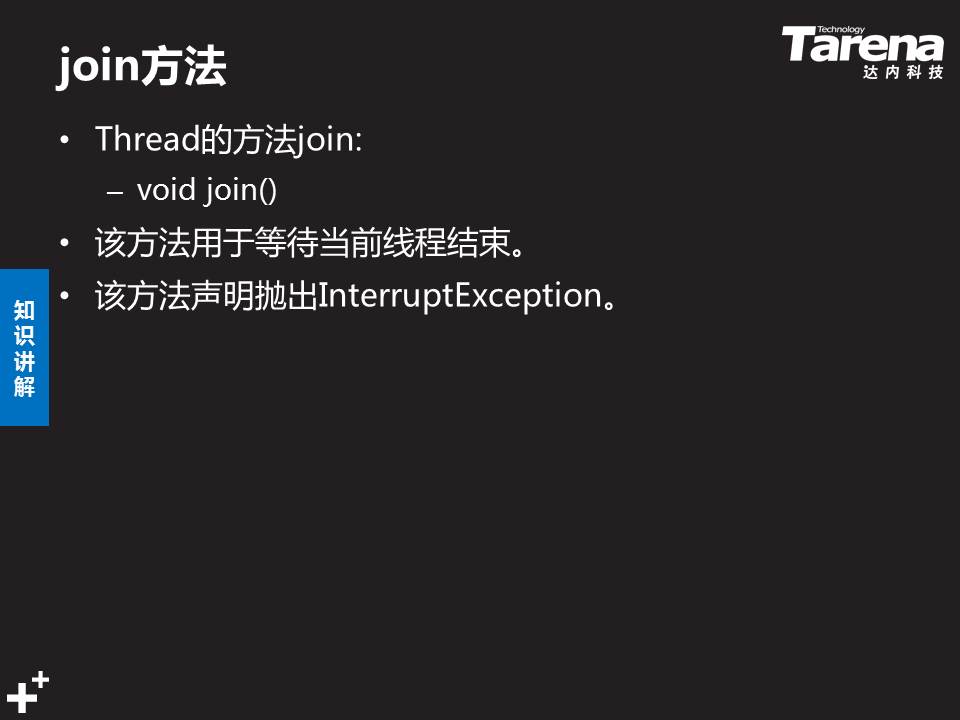 join方法
Technology
Tarena
达内科技
• Thread的方法join:
– void join()
• 该方法用于等待当前线程结束。
• 该方法声明抛出InterruptException。
知
识
讲
解